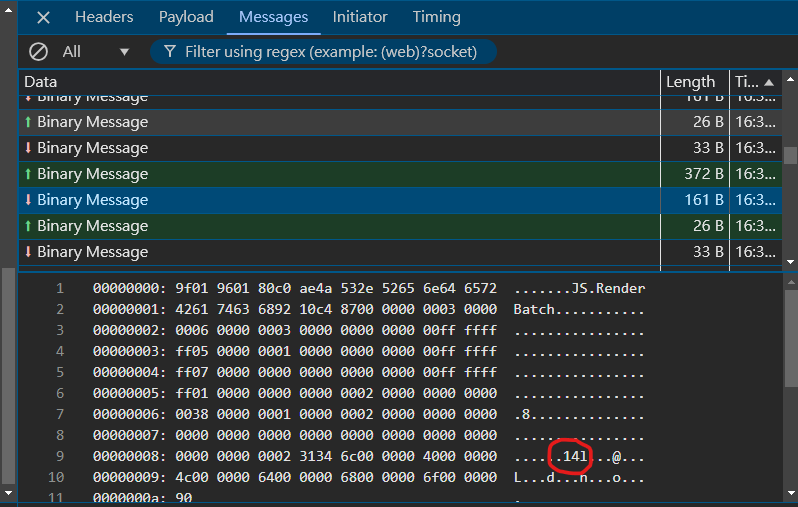 Headers Payload Messages Initiator Timing
All Filter using regex (example: (web)?socket)
Data Length Ti...
Binary Message 161 B 16:3...
Binary Message 26 B 16:3...
Binary Message 33 B 16:3...
Binary Message 372 B 16:3...
Binary Message 161 B 16:3...
Binary Message 26 B 16:3...
Binary Message 33 B 16:3...
1 00000000: 9f01 9601 80c0 ae4a 532e 5265 6e64 6572 .......JS.Render
2 00000001: 4261 7463 6892 10c4 8700 0000 0003 0000 Batch...........
3 00000002: 0006 0000 0003 0000 0000 0000 00ff ffff ................
4 00000003: ff05 0000 0001 0000 0000 0000 00ff ffff ................
5 00000004: ff07 0000 0000 0000 0000 0000 00ff ffff ................
6 00000005: ff01 0000 0000 0000 0002 0000 0000 0000 ................
7 00000006: 0038 0000 0001 0000 0002 0000 0000 0000 .8..............
8 00000007: 0000 0000 0000 0000 0000 0000 0000 0000 ................
9 00000008: 0000 0000 0002 3134 6c00 0000 4000 0000 ......14l...@...
10 00000009: 4c00 0000 6400 0000 6800 0000 6f00 0000 L...d...h...o...
11 0000000a: 90 .